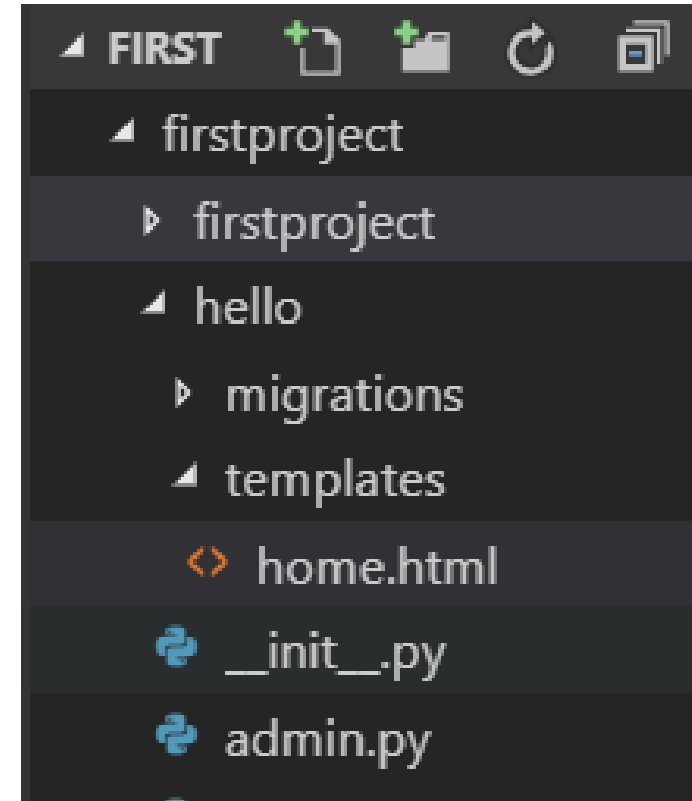 FIRST
firstproject
firstproject
hello
migrations
templates
home.html
__init__.py
admin.py